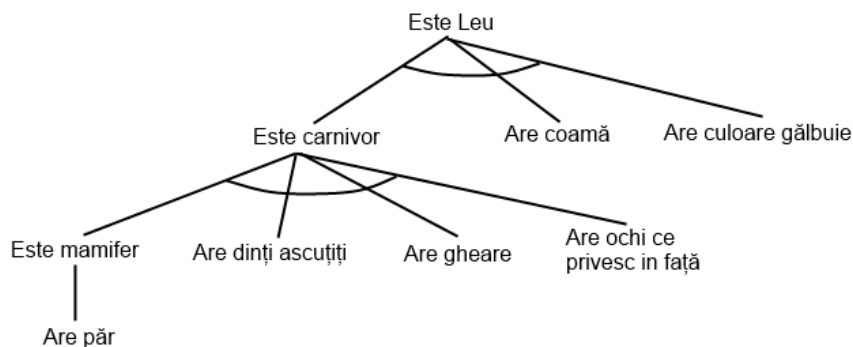 Este Leu
Este carnivor
Are coamă
Are culoare gălbuie
Este mamifer
Are dinți ascuțiți
Are gheare
Are ochi ce
privesc in față
Are păr